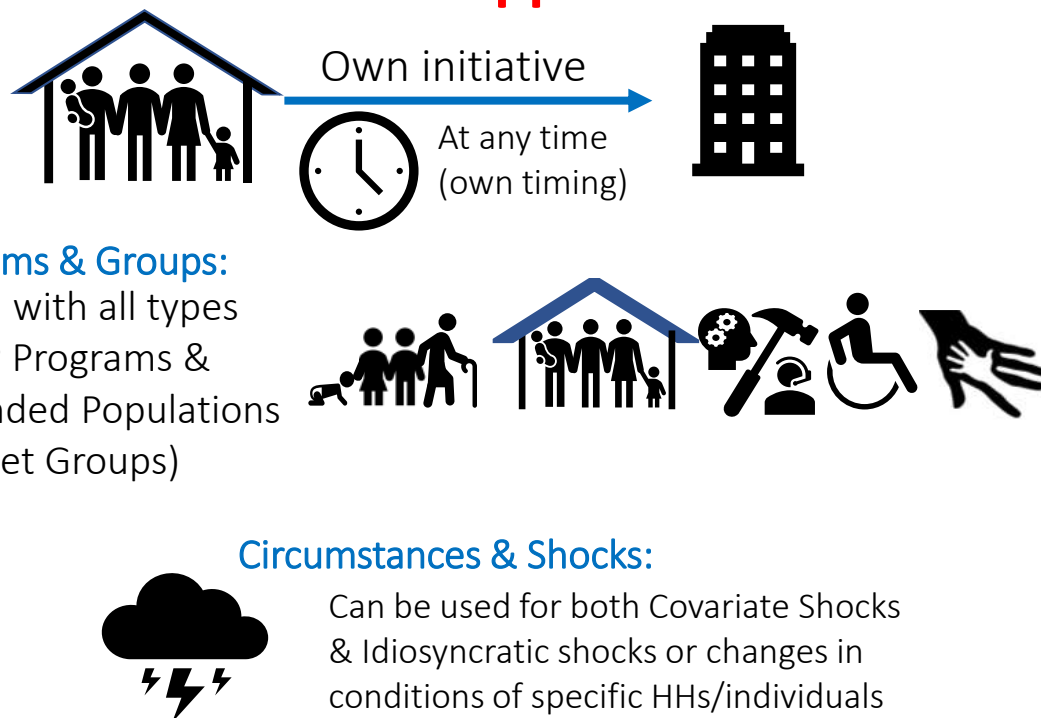 Own initiative
At any time
(own timing)
ms & Groups:
with all types
Programs &
ded Populations
et Groups)
Circumstances & Shocks:
Can be used for both Covariate Shocks
& Idiosyncratic shocks or changes in
conditions of specific HHs/individuals